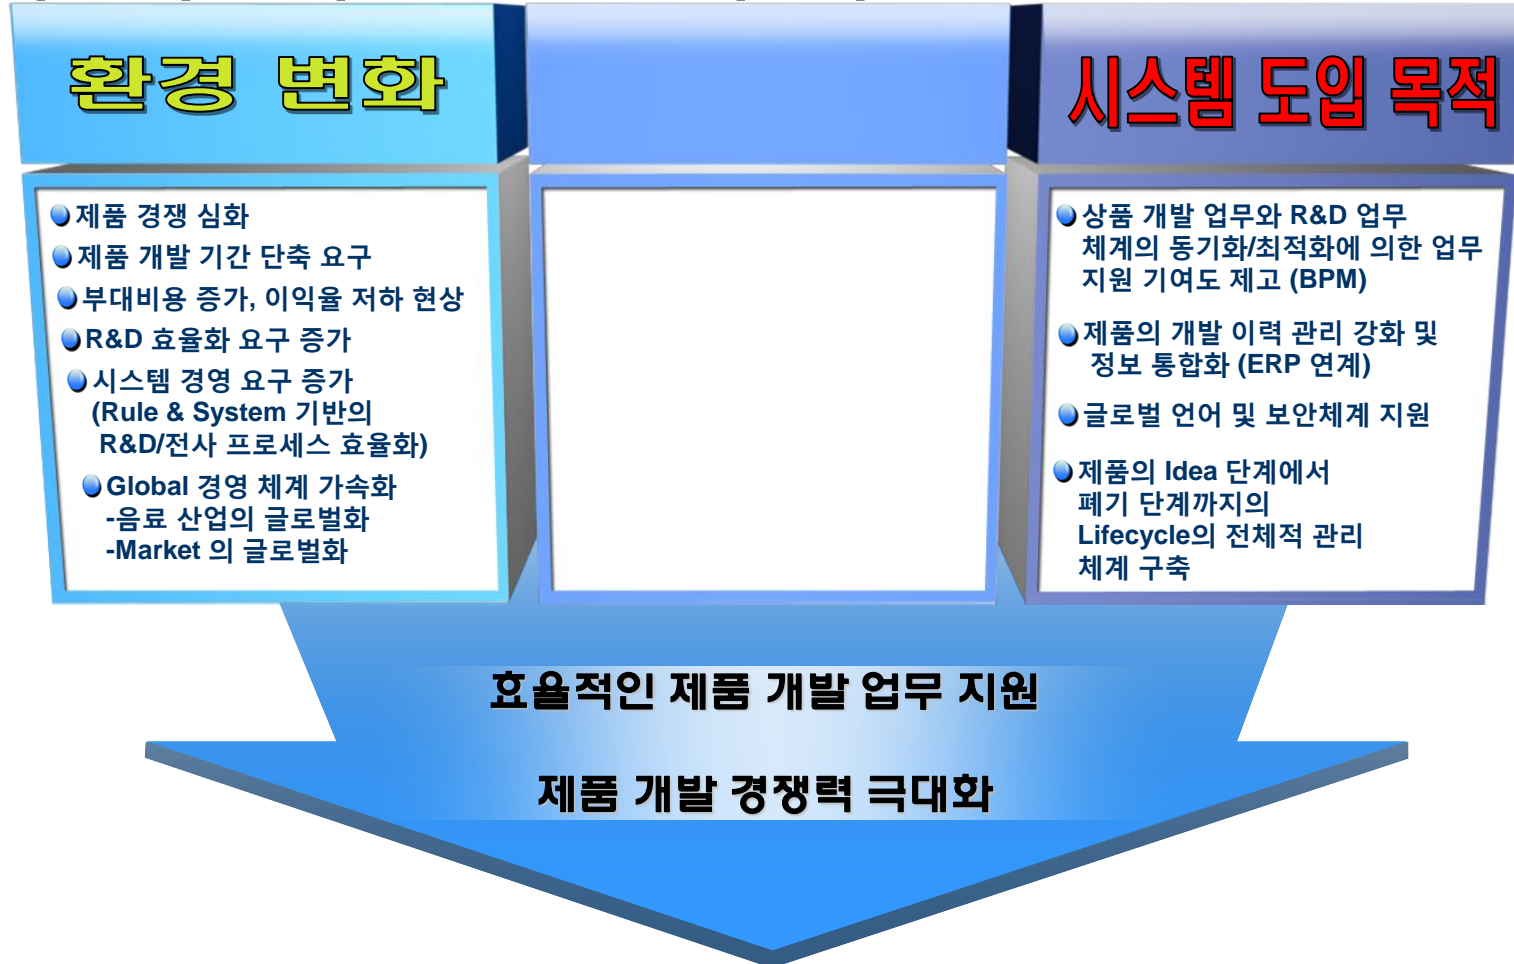 환경 변화
시스템 도입 목적
제품 경쟁 심화
제품 개발 기간 단축 요구
부대비용 증가, 이익율 저하 현상
R&D 효율화 요구 증가
시스템 경영 요구 증가
(Rule & System 기반의
R&D/전사 프로세스 효율화)
Global 경영 체계 가속화
-음료 산업의 글로벌화
-Market 의 글로벌화
상품 개발 업무와 R&D 업무
체계의 동기화/최적화에 의한 업무
지원 기여도 제고 (BPM)
제품의 개발 이력 관리 강화 및
정보 통합화 (ERP 연계)
글로벌 언어 및 보안체계 지원
제품의 Idea 단계에서
폐기 단계까지의
Lifecycle의 전체적 관리
체계 구축
효율적인 제품 개발 업무 지원
제품 개발 경쟁력 극대화